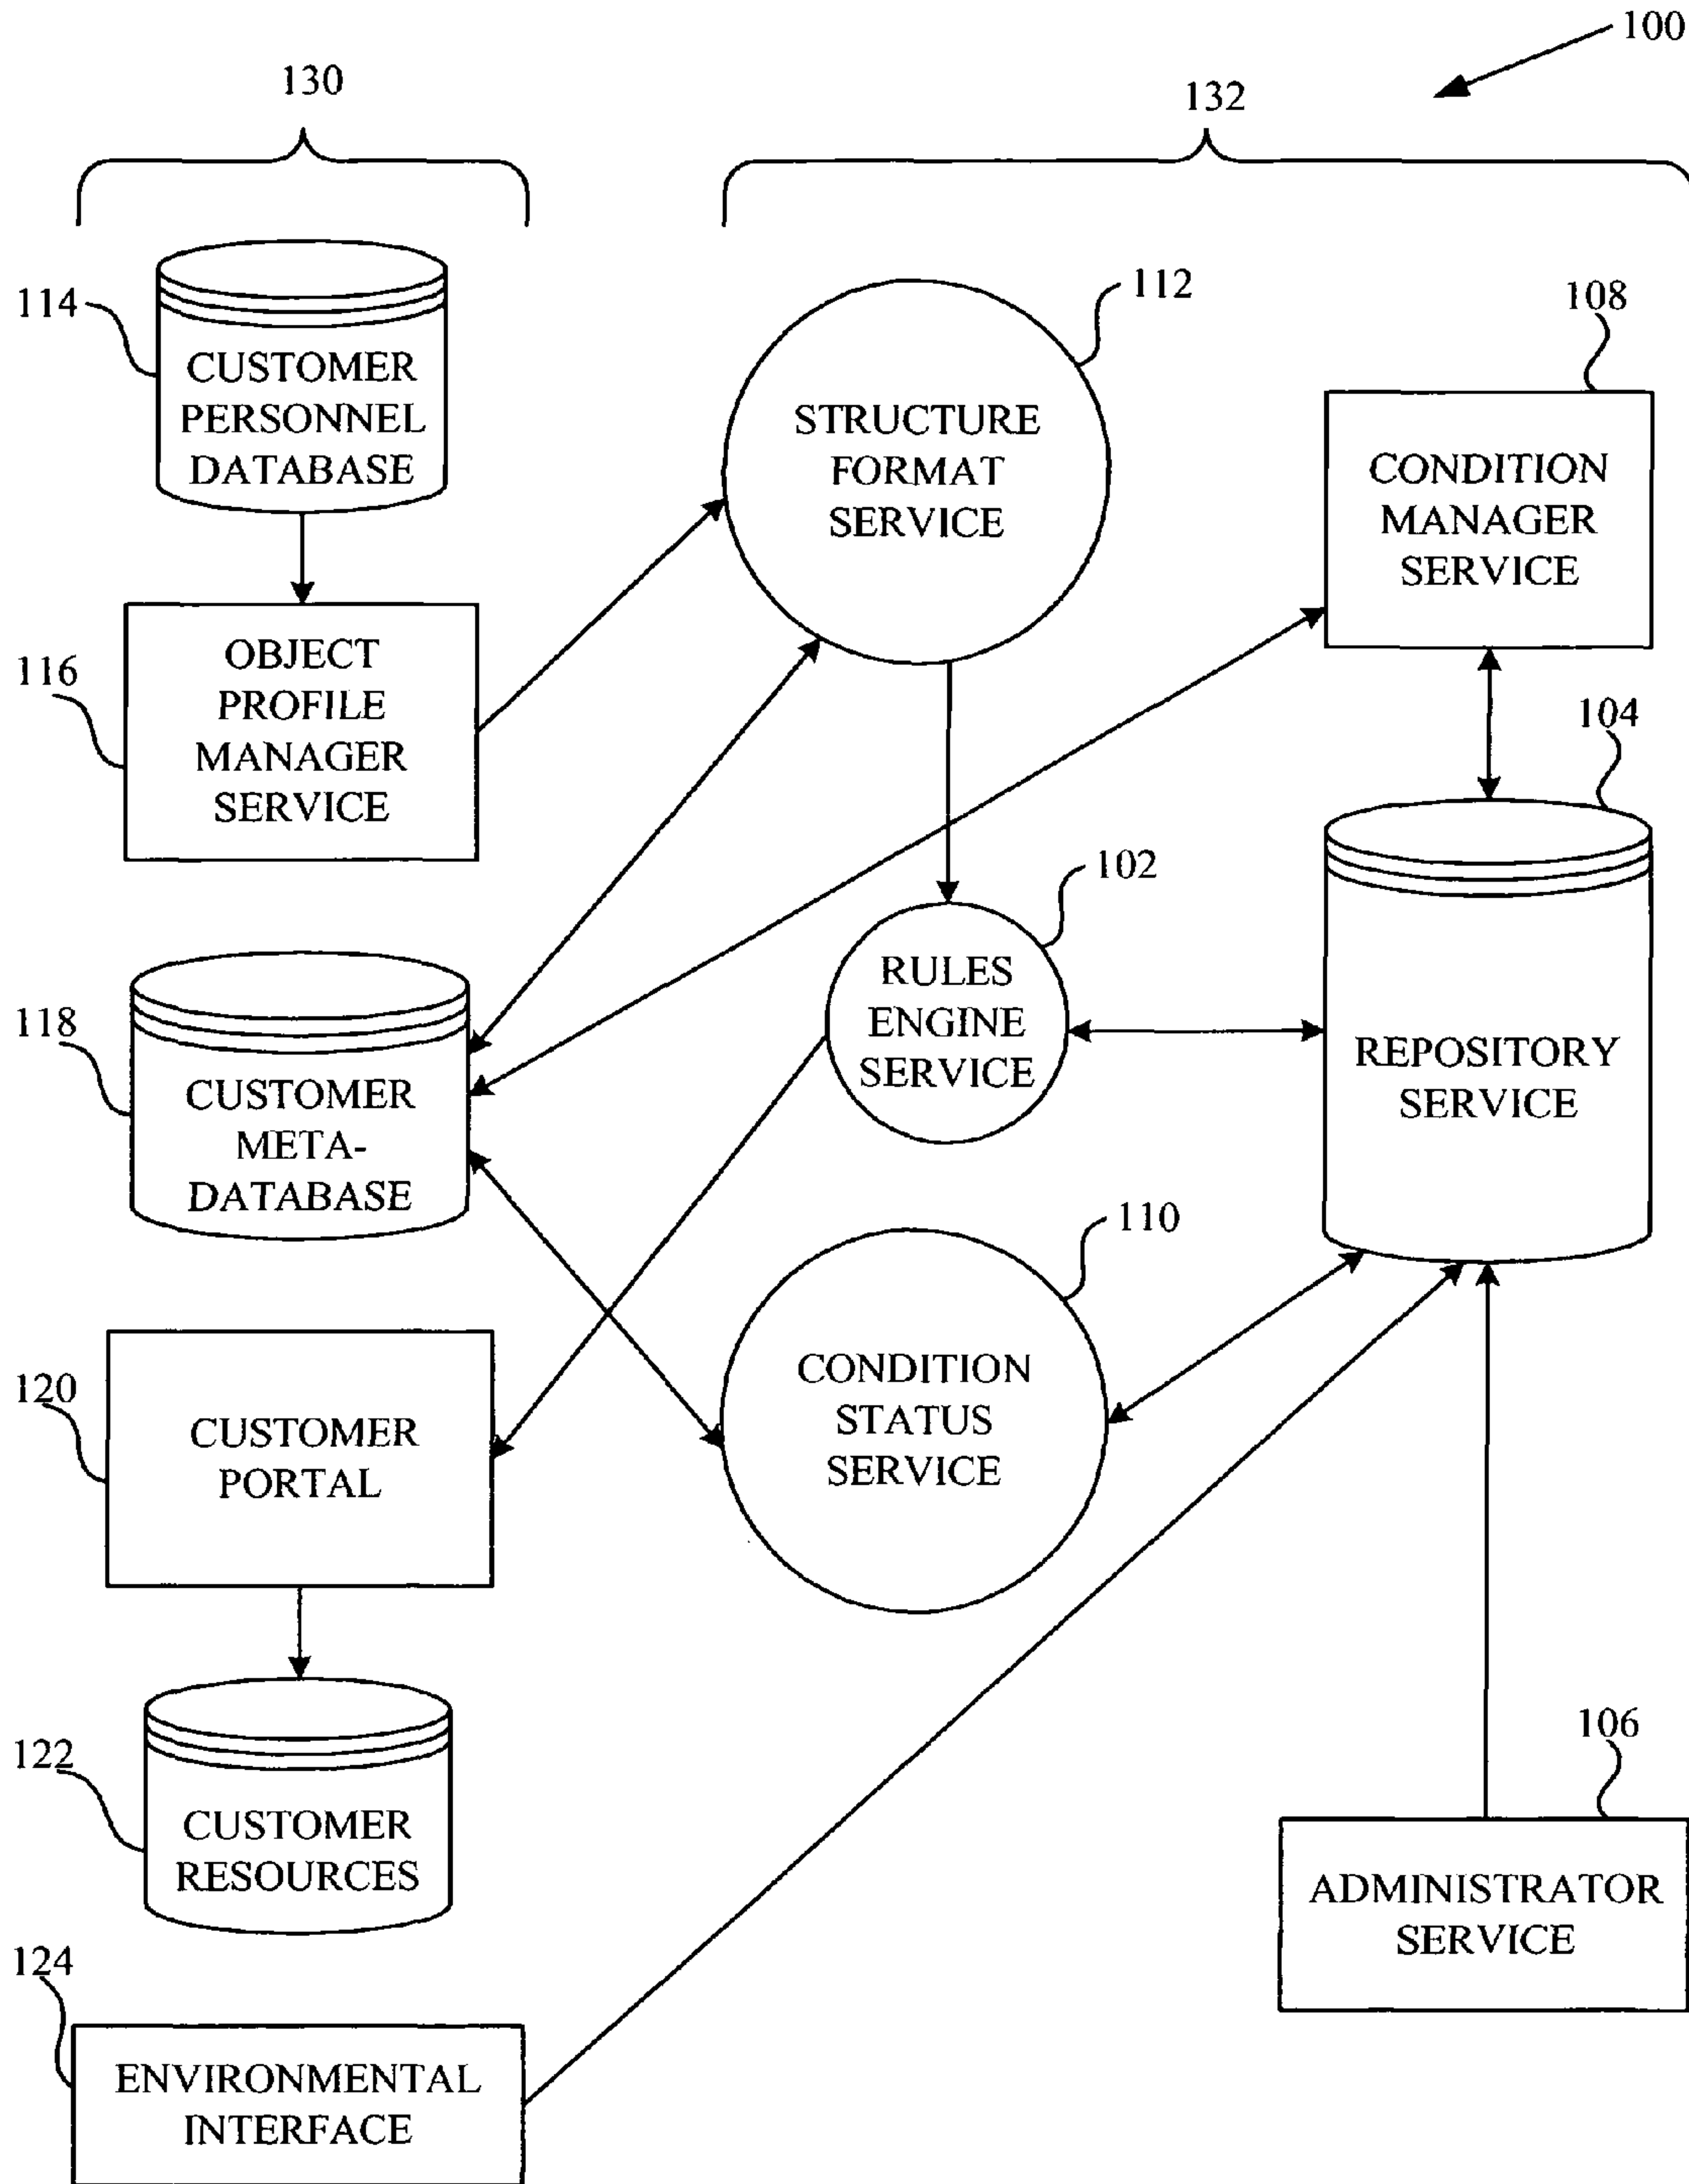 100
130
132
114
CUSTOMER
PERSONNEL
DATABASE
112
STRUCTURE
FORMAT
SERVICE
108
CONDITION
MANAGER
SERVICE
116
OBJECT
PROFILE
MANAGER
SERVICE
104
REPOSITORY
SERVICE
102
RULES
ENGINE
SERVICE
118
CUSTOMER
META-
DATABASE
110
CONDITION
STATUS
SERVICE
120
CUSTOMER
PORTAL
122
CUSTOMER
RESOURCES
106
ADMINISTRATOR
SERVICE
124
ENVIRONMENTAL
INTERFACE